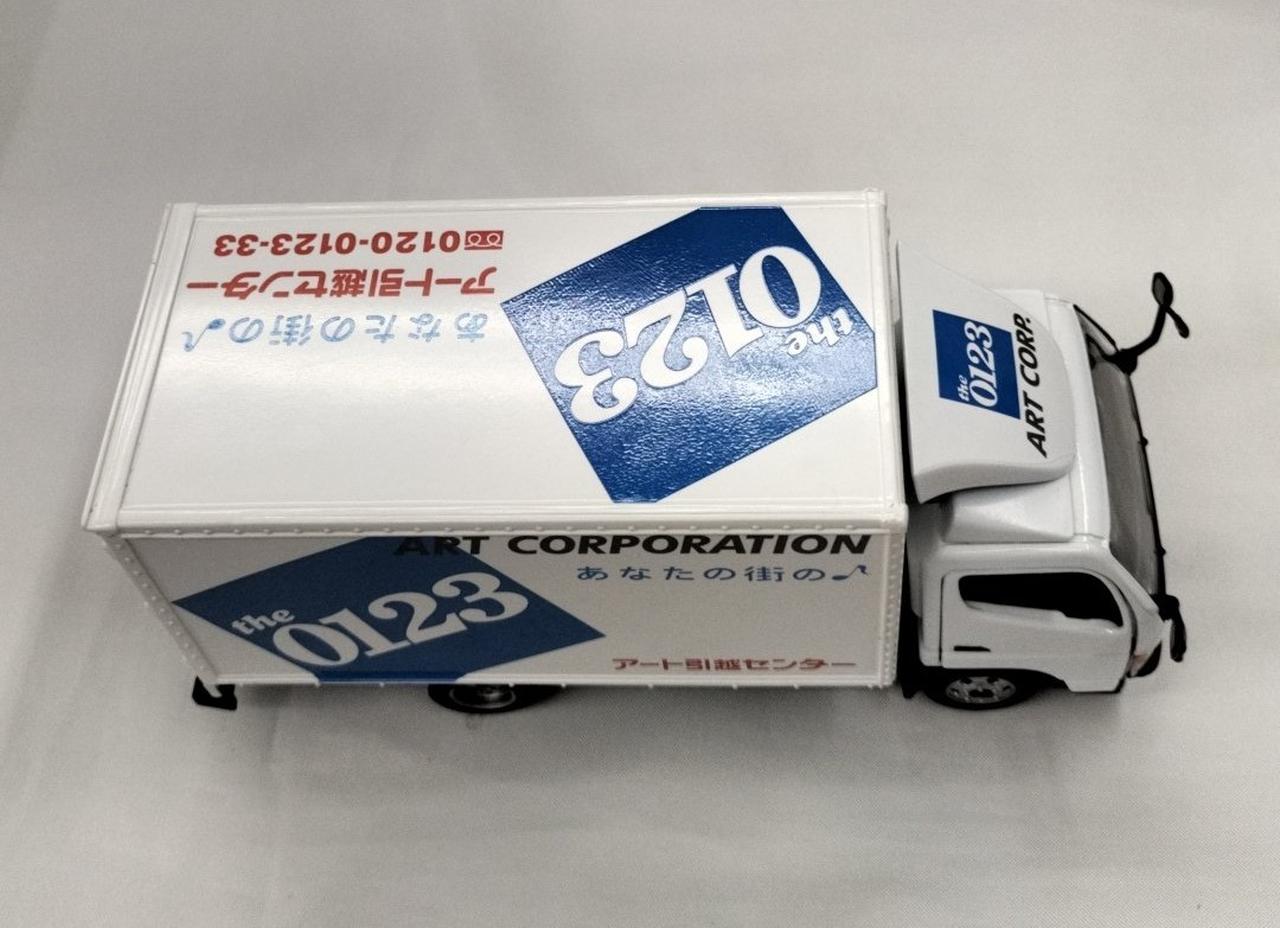 あなたの街の♪
アート引越センター
0120-0123-33
the
0123
the
0123
ART CORP.
ART CORPORATION
あなたの街の♪
the
0123
アート引越センター